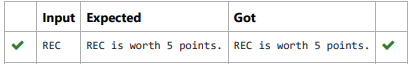 Input Expected Got
REC REC is worth 5 points. REC is worth 5 points.